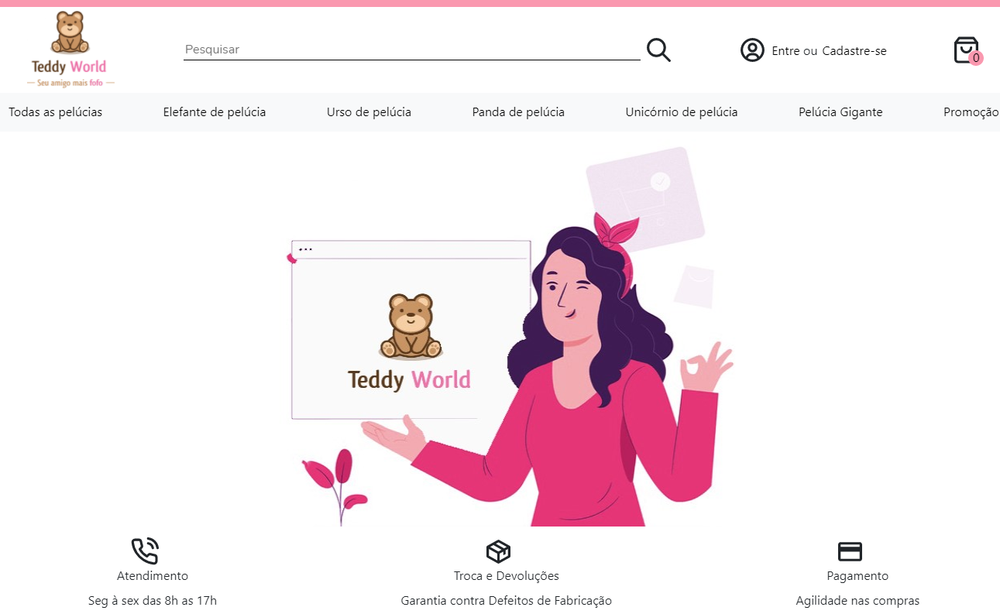 Teddy World
Seu amigo mais fofo
Pesquisar
Entre ou Cadastre-se
0
Todas as pelúcias
Elefante de pelúcia
Urso de pelúcia
Panda de pelúcia
Unicórnio de pelúcia
Pelúcia Gigante
Promoção
Teddy World
Atendimento
Seg à sex das 8h as 17h
Troca e Devoluções
Garantia contra Defeitos de Fabricação
Pagamento
Agilidade nas compras